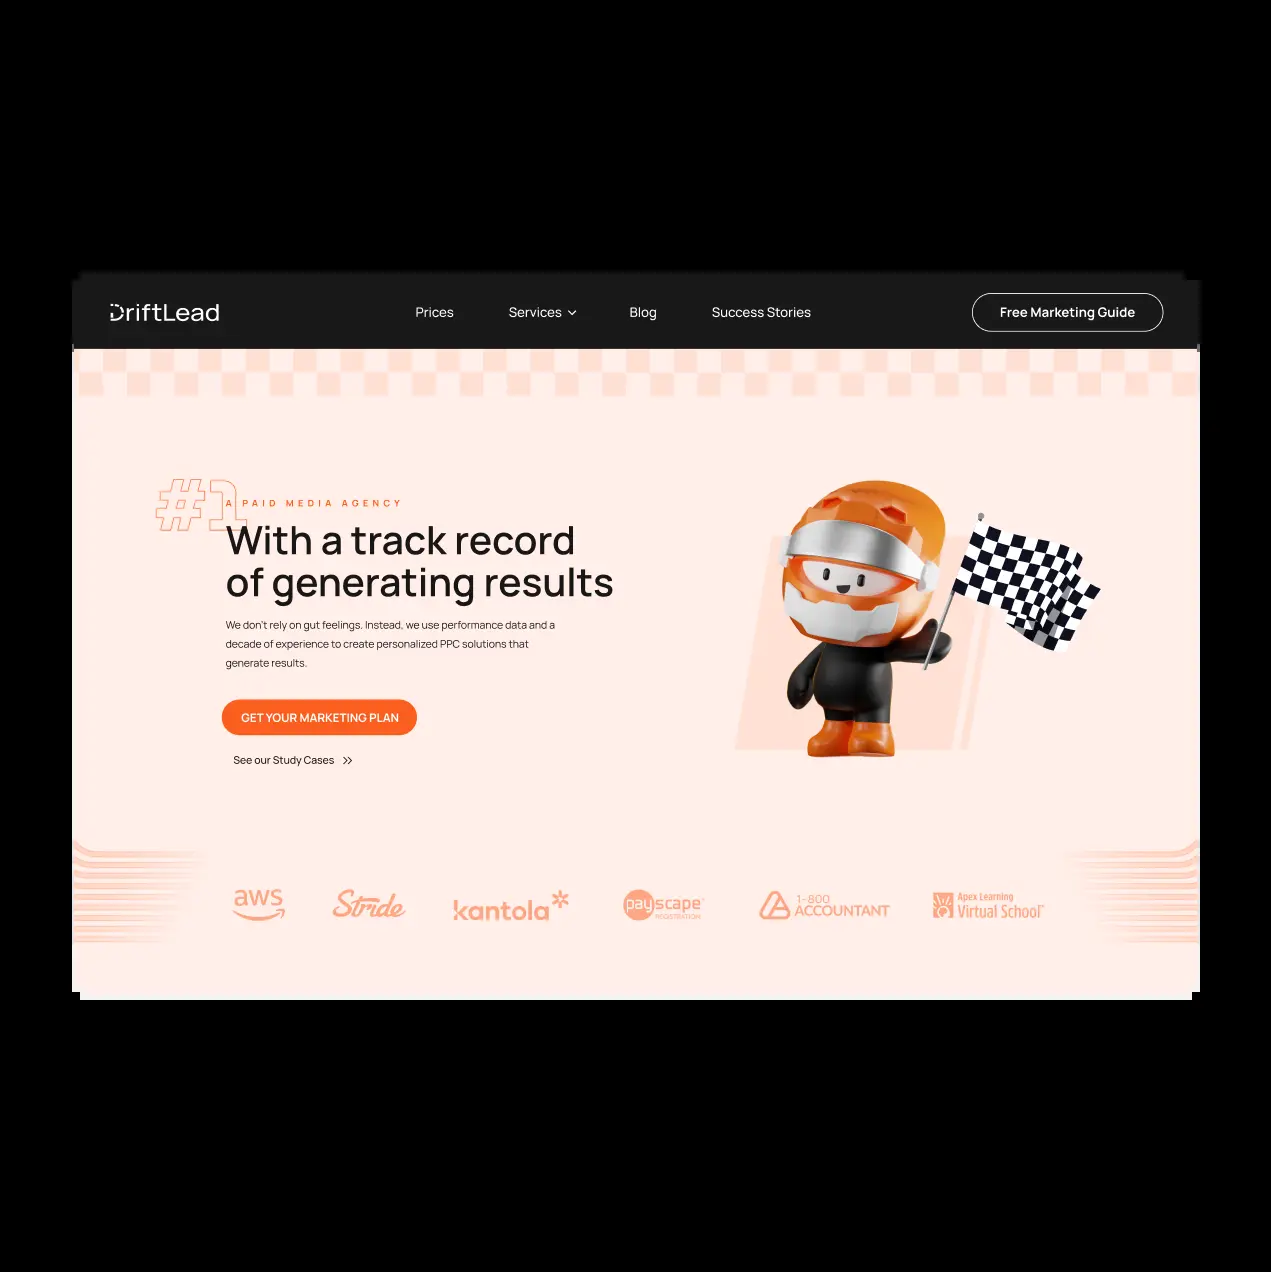 DriftLead
Prices
Services
Blog
Success Stories
Free Marketing Guide
#1
A PAID MEDIA AGENCY
With a track record
of generating results
We don't rely on gut feelings. Instead, we use performance data and a
decade of experience to create personalized PPC solutions that
generate results.
GET YOUR MARKETING PLAN
See our Study Cases
aws
Stride
kantola
payscape
REGISTRATION
1-800
ACCOUNTANT
Apex Learning
Virtual School